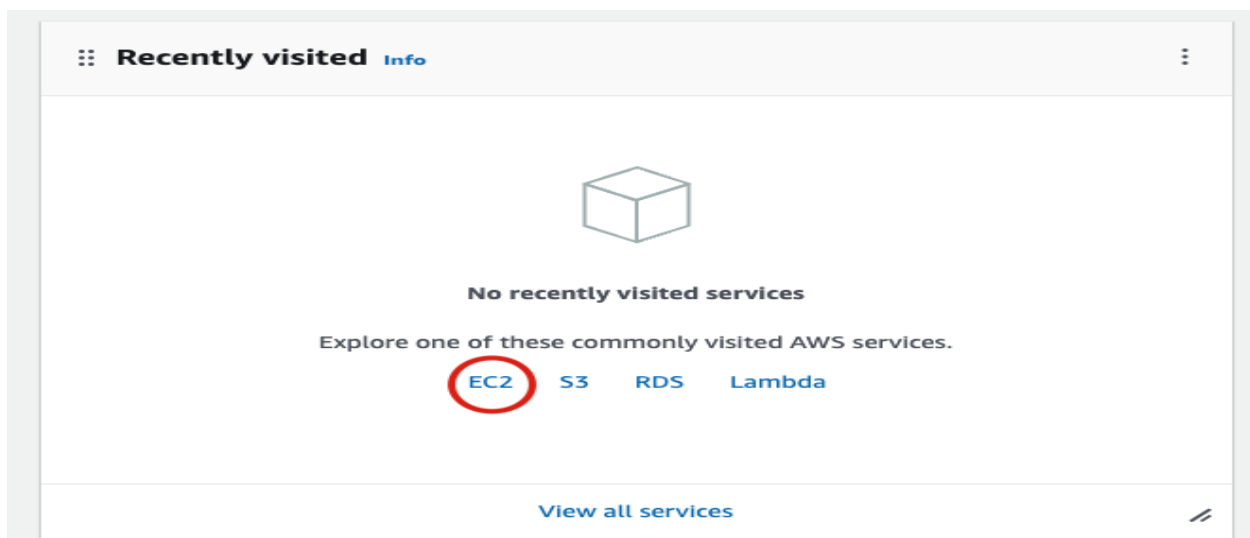 Recently visited Info
No recently visited services
Explore one of these commonly visited AWS services.
EC2 S3 RDS Lambda
View all services